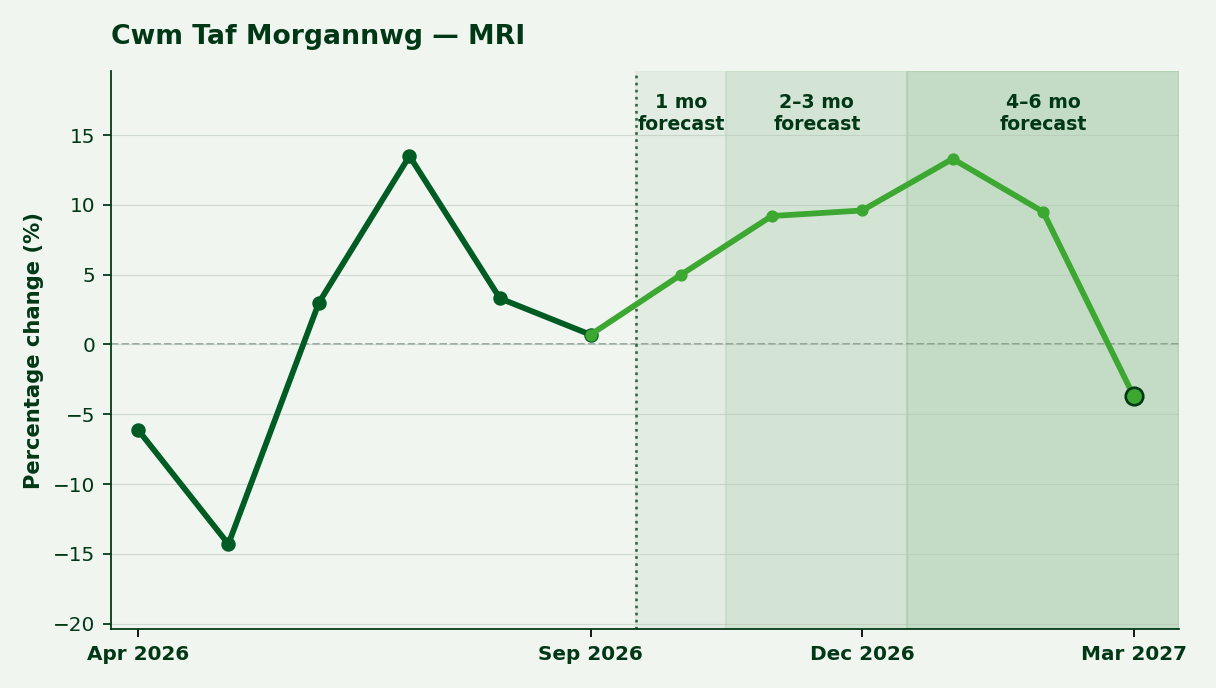 Cwm Taf Morgannwg — MRI
1 mo
forecast
2–3 mo
forecast
4–6 mo
forecast
Percentage change (%)
15
10
5
0
−5
−10
−15
−20
Apr 2026
Sep 2026
Dec 2026
Mar 2027